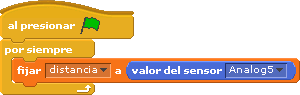 al presionar
por siempre
fijar distancia a valor del sensor Analog5